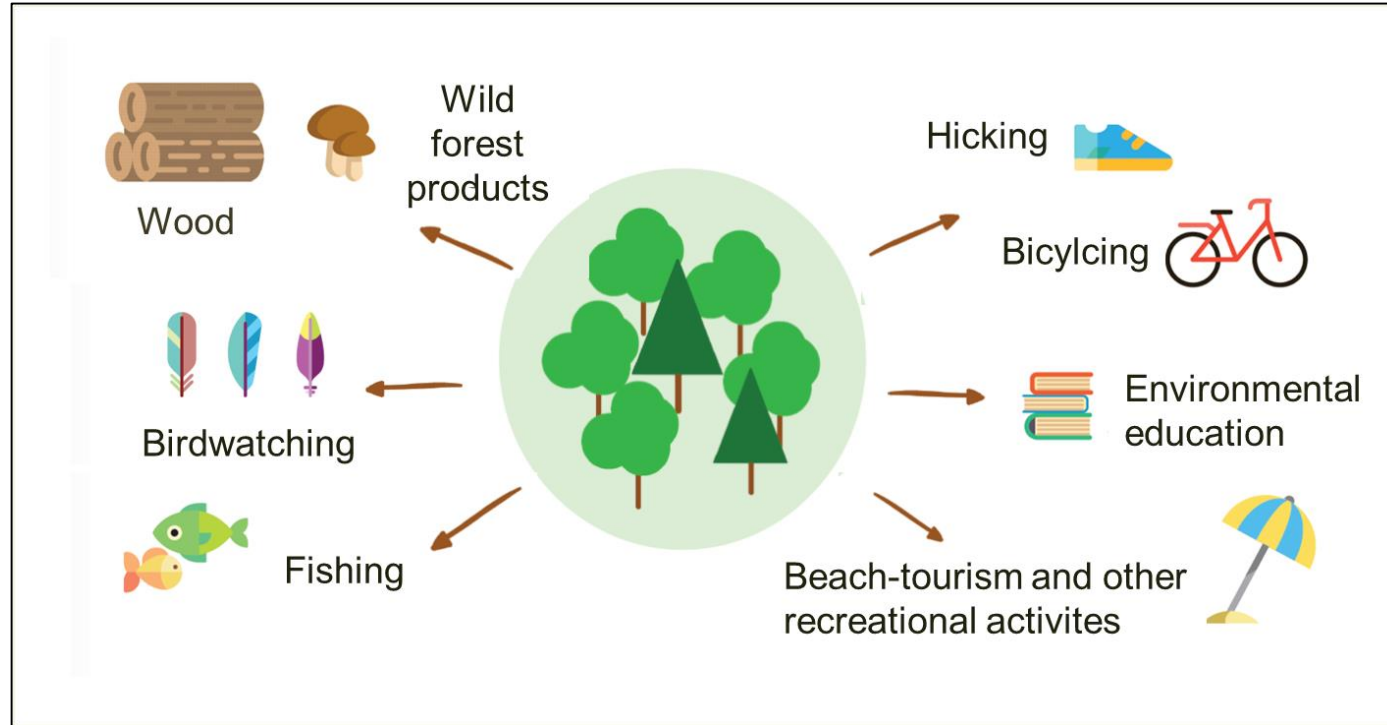 Wild
forest
products
Wood
Hicking
Bicylcing
Birdwatching
Environmental
education
Fishing
Beach-tourism and other
recreational activites